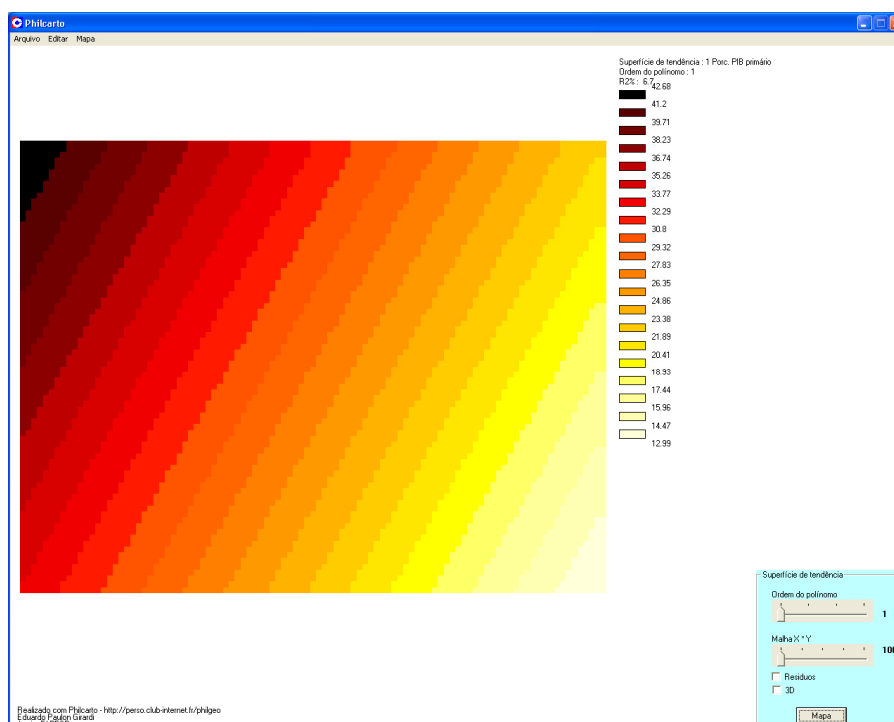 Philcarto
Arquivo Editar Mapa
Superfície de tendência : 1 Porc. PIB primário
Ordem do polínomo : 1
R2% : 6.7
42.68
41.2
39.71
38.23
36.74
35.26
33.77
32.29
30.8
29.32
27.83
26.35
24.86
23.38
21.89
20.41
18.93
17.44
15.96
14.47
12.99
Superfície de tendência
Ordem do polínomo
1
Malha X * Y
100
Residuos
3D
Mapa
Realizado com Philcarto - http://perso.club-internet.fr/philgeo
Eduardo Paulon Girardi